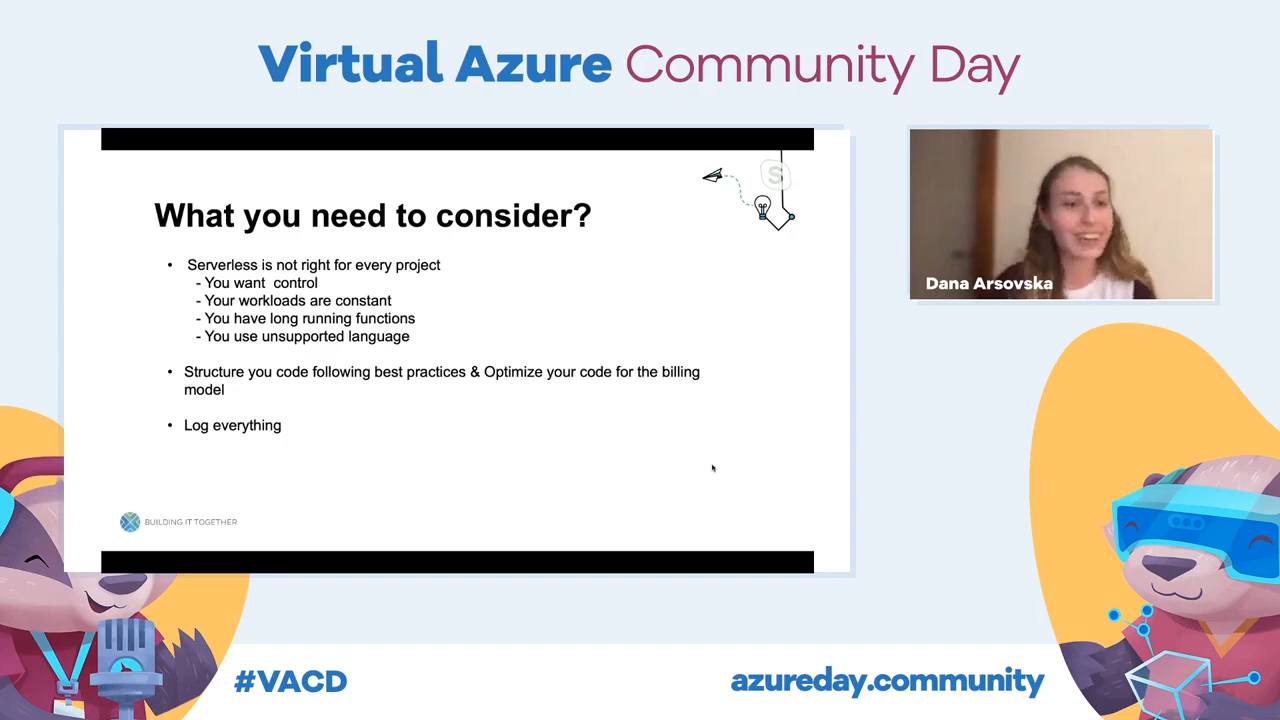 Virtual Azure Community Day
What you need to consider?
• Serverless is not right for every project
- You want control
- Your workloads are constant
- You have long running functions
- You use unsupported language
• Structure you code following best practices & Optimize your code for the billing
model
• Log everything
BUILDING IT TOGETHER
S
Dana Arsovska
#VACD
azureday.community